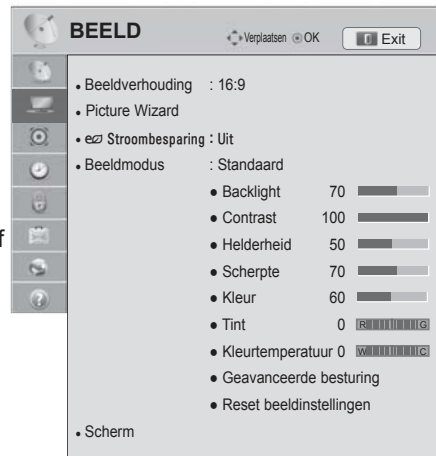 BEELD Verplaatsen OK Exit
• Beeldverhouding : 16:9
• Picture Wizard
• e Stroombesparing : Uit
• Beeldmodus : Standaard
● Backlight 70
● Contrast 100
f ● Helderheid 50
● Scherpte 70
● Kleur 60
● Tint 0 R G
● Kleurtemperatuur 0 W C
● Geavanceerde besturing
● Reset beeldinstellingen
• Scherm